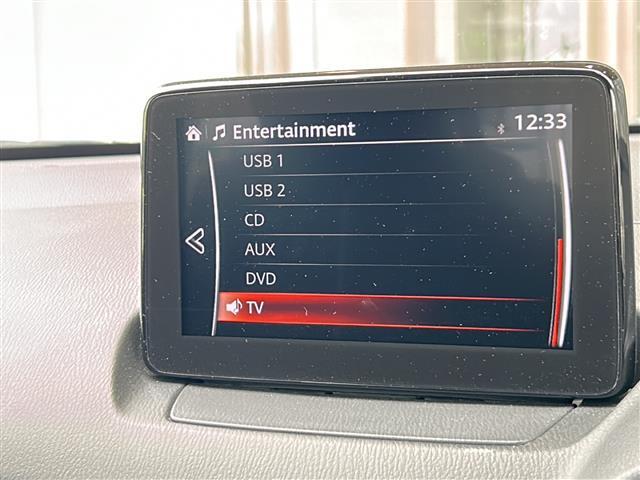 Entertainment 12:33
USB 1
USB 2
CD
AUX
DVD
TV